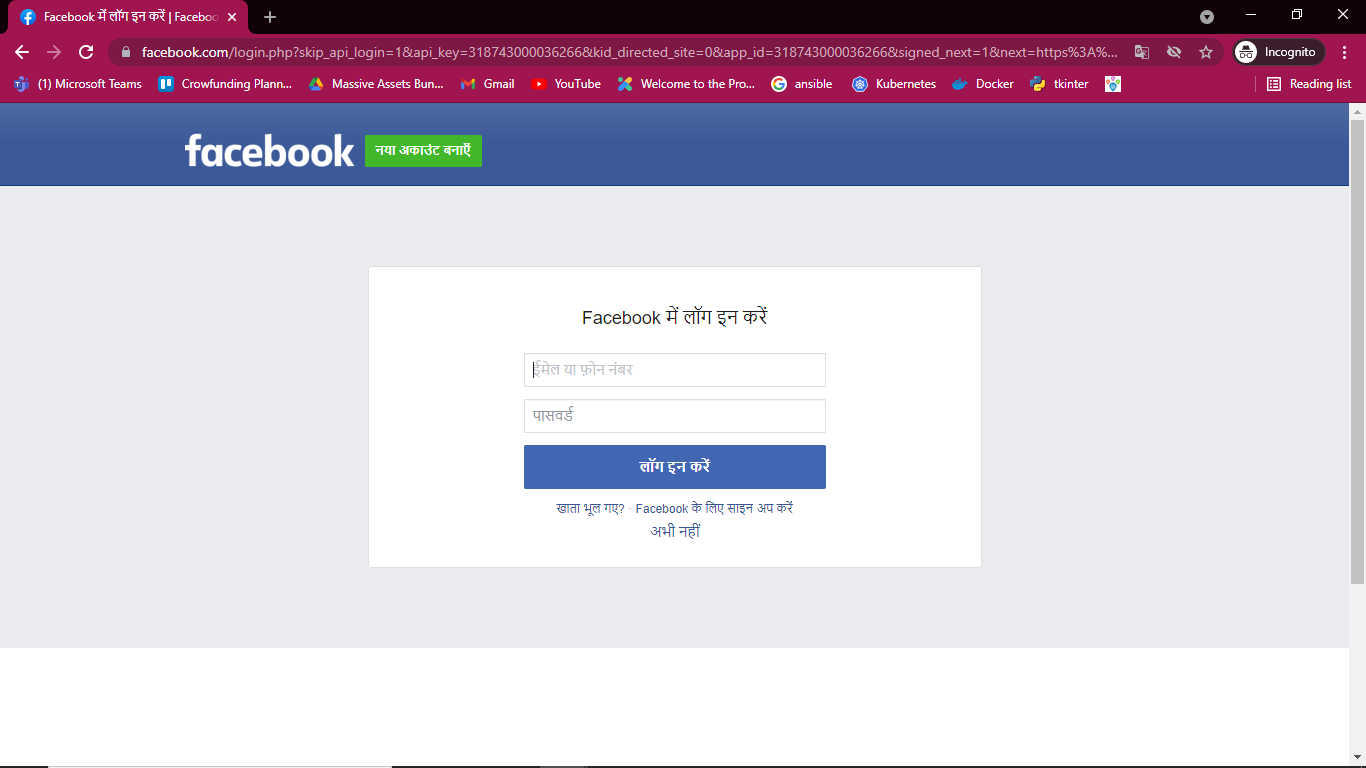 Facebook में लॉग इन करें | Faceboo
facebook.com/login.php?skip_api_login=1&api_key=318743000036266&kid_directed_site=0&app_id=318743000036266&signed_next=1&next=https%3A%...
Incognito
(1) Microsoft Teams
Crowfunding Plann...
Massive Assets Bun...
Gmail
YouTube
Welcome to the Pro...
ansible
Kubernetes
Docker
tkinter
Reading list
facebook
नया अकाउंट बनाएँ
Facebook में लॉग इन करें
ईमेल या फ़ोन नंबर
पासवर्ड
लॉग इन करें
खाता भूल गए? · Facebook के लिए साइन अप करें
अभी नहीं